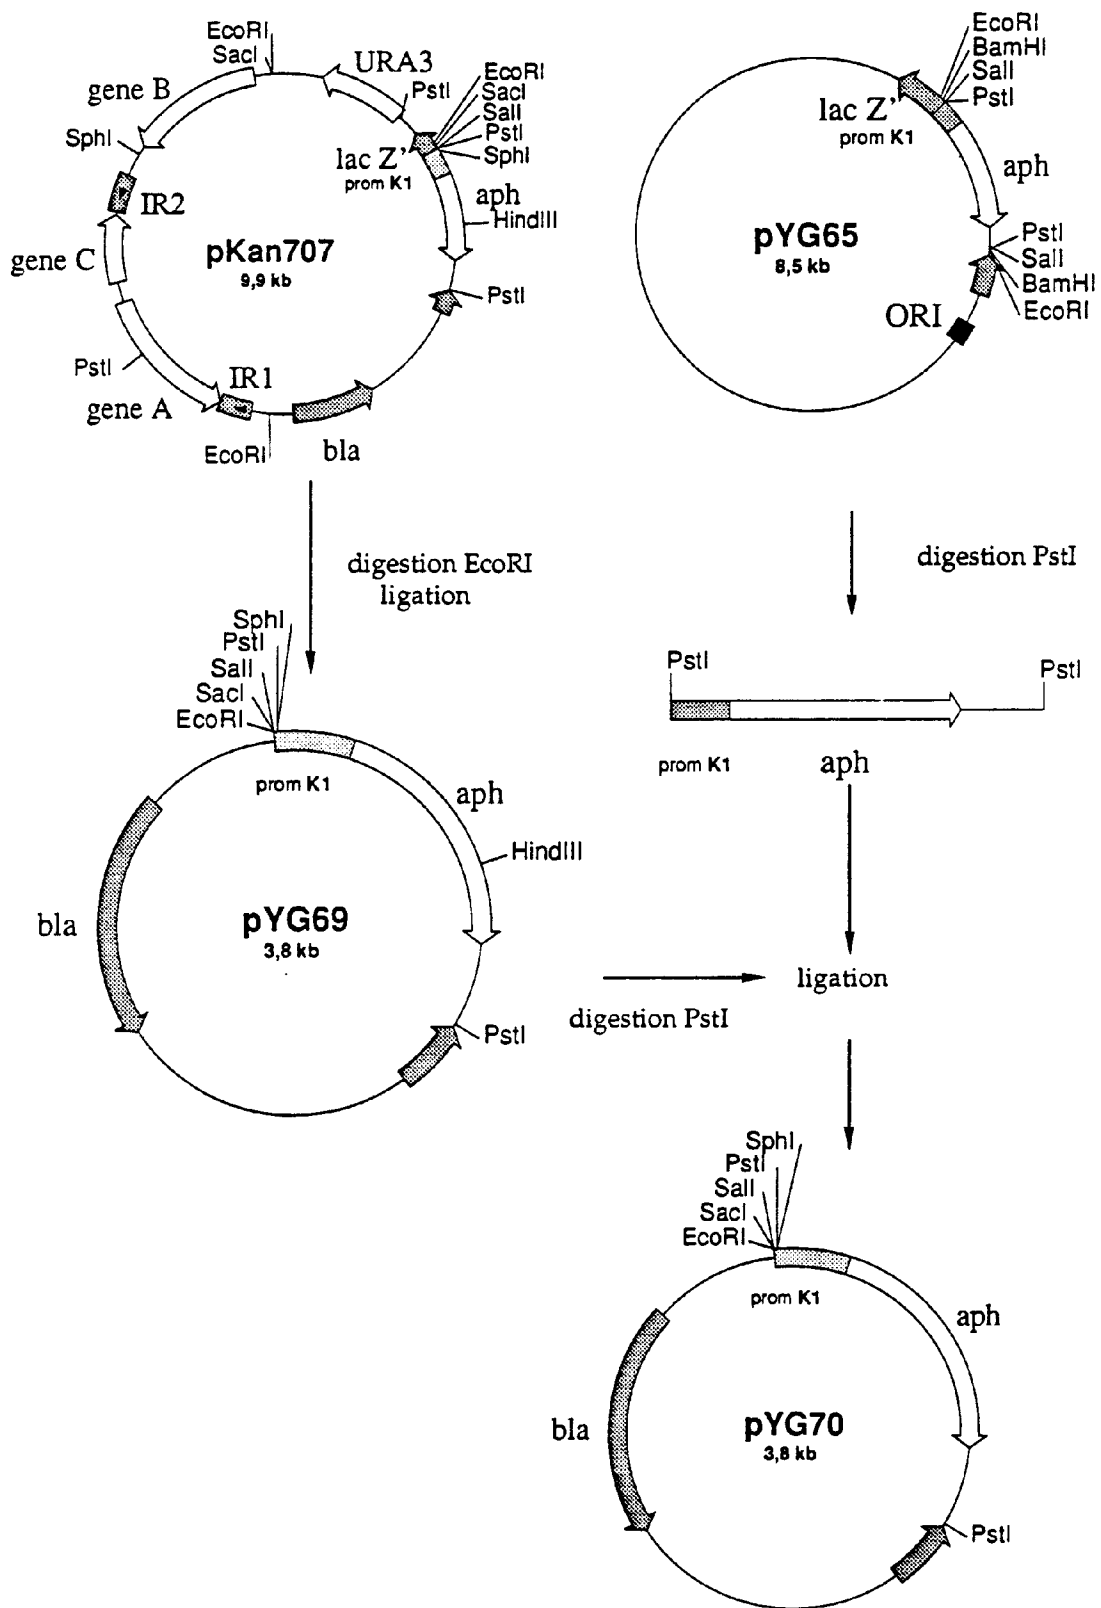 EcoRI
SacI
URA3
gene B
PstI
EcoRI
SacI
SalI
PstI
SphI
SphI
lac Z'
prom K1
aph
HindIII
IR2
gene C
pKan707
9,9 kb
PstI
PstI
IR1
gene A
EcoRI
bla
EcoRI
BamHI
SalI
PstI
lac Z'
prom K1
aph
pYG65
8,5 kb
PstI
SalI
BamHI
EcoRI
ORI
digestion EcoRI
ligation
digestion PstI
PstI
PstI
prom K1
aph
SphI
PstI
SalI
SacI
EcoRI
prom K1
aph
HindIII
bla
pYG69
3,8 kb
PstI
digestion PstI
ligation
SphI
PstI
SalI
SacI
EcoRI
prom K1
aph
bla
pYG70
3,8 kb
PstI